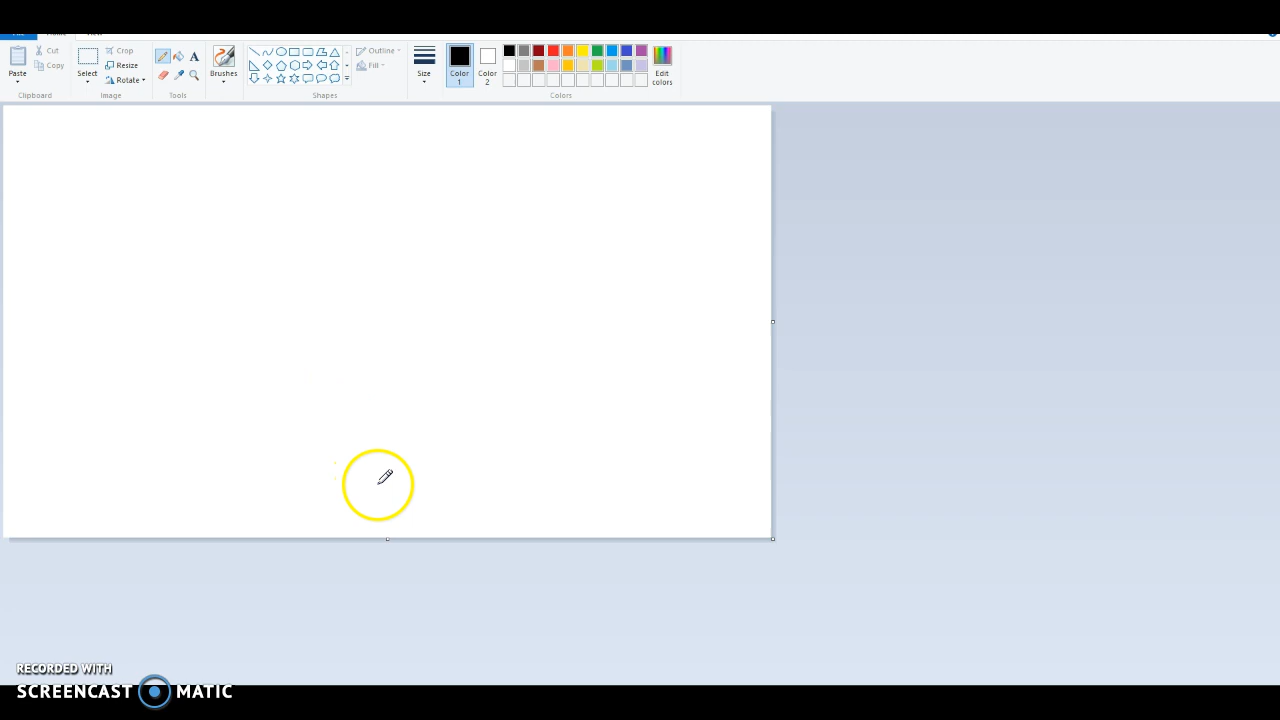 Cut
Copy
Paste
Clipboard
Crop
Resize
Rotate
Select
Image
A
Tools
Brushes
Outline
Fill
Shapes
Size
Color 1
Color 2
Edit colors
Colors
RECORDED WITH
SCREENCAST MATIC